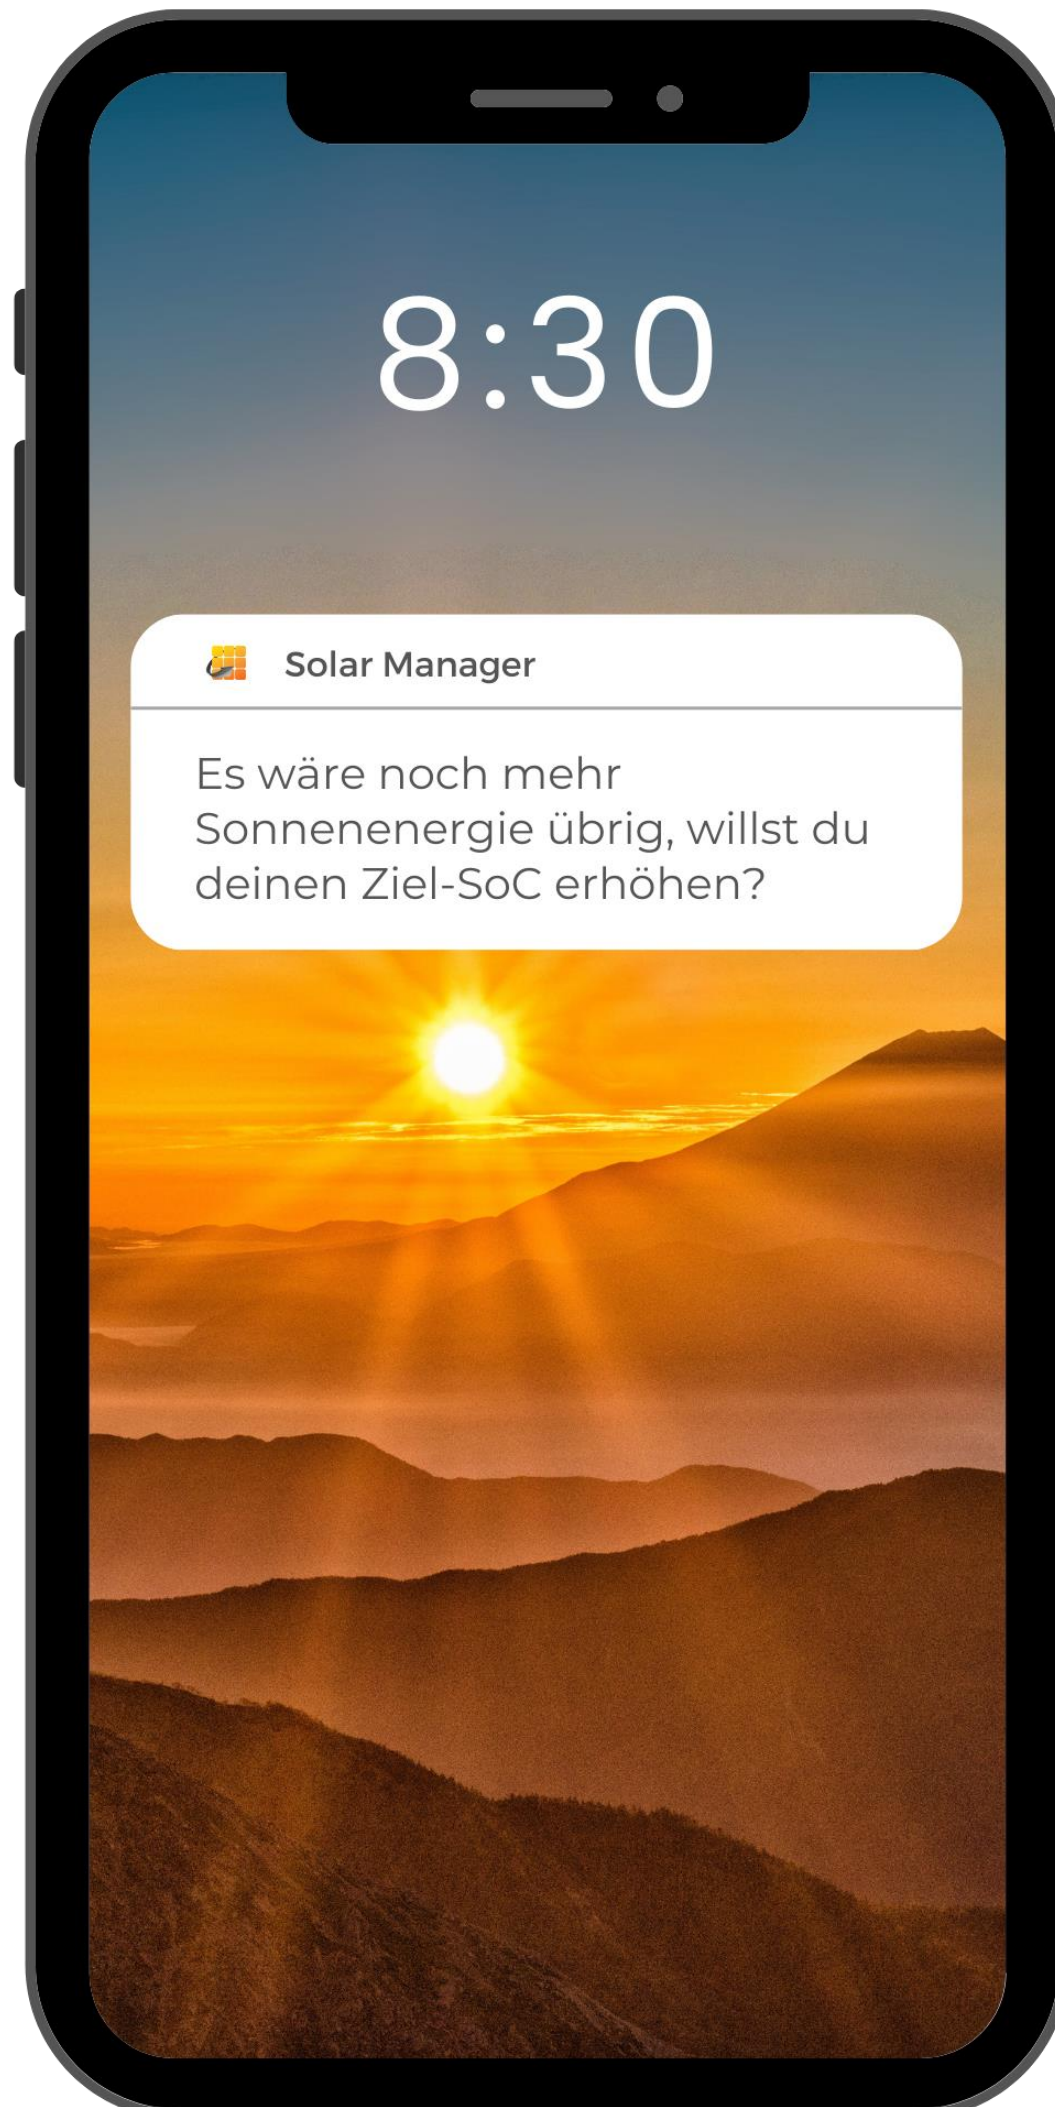 8:30
Solar Manager
Es wäre noch mehr
Sonnenenergie übrig, willst du
deinen Ziel-SoC erhöhen?